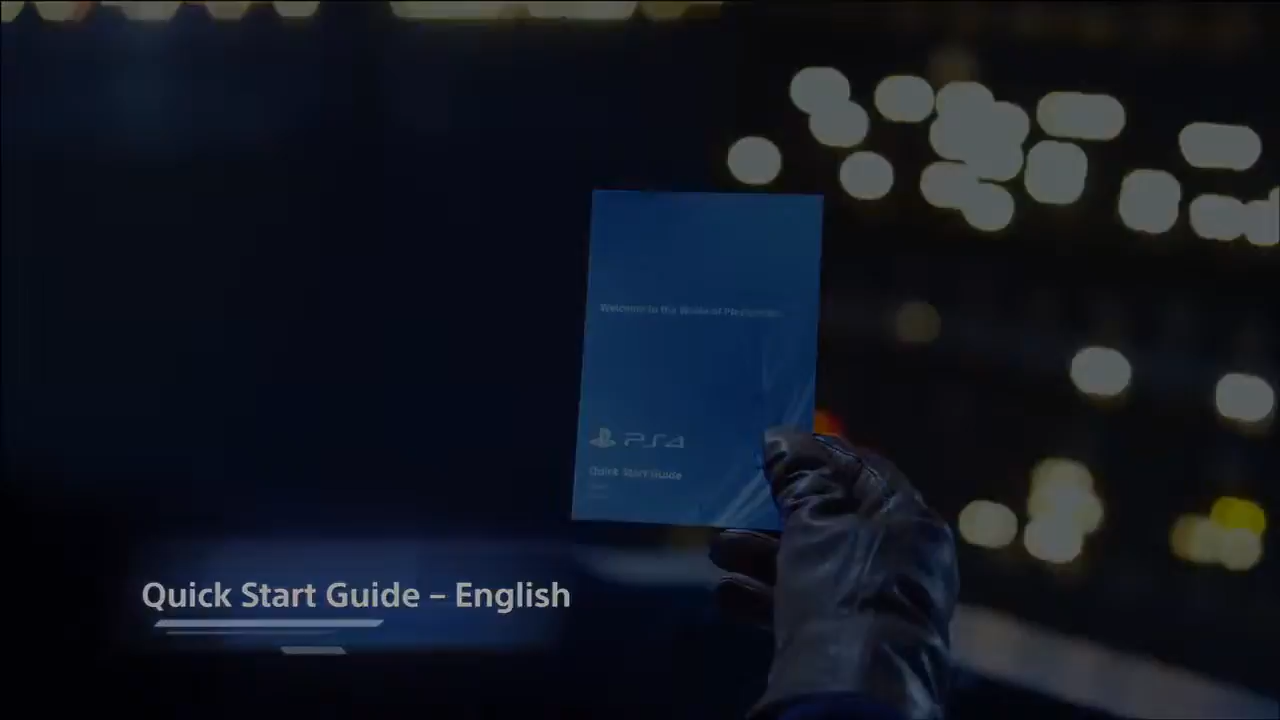 Welcome to the World of PlayStation
PS4
Quick Start Guide
Quick Start Guide – English